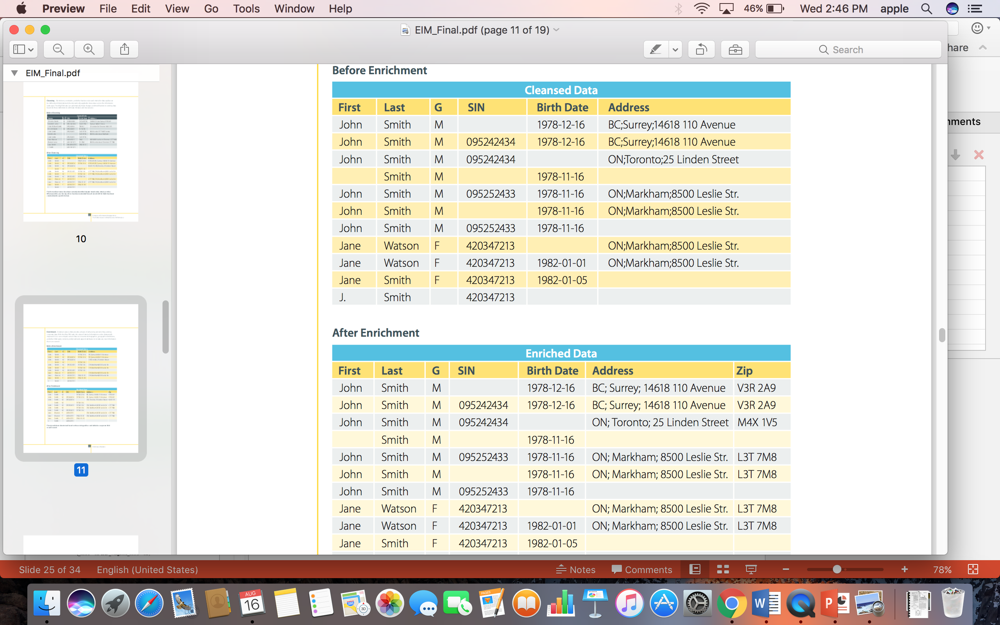 Preview File Edit View Go Tools Window Help 46% Wed 2:46 PM apple
EIM_Final.pdf (page 11 of 19)
Search
hare
EIM_Final.pdf
10
11
nments
Before Enrichment
Cleansed Data
First Last G SIN Birth Date Address
John Smith M 1978-12-16 BC;Surrey;14618 110 Avenue
John Smith M 095242434 1978-12-16 BC;Surrey;14618 110 Avenue
John Smith M 095242434 ON;Toronto;25 Linden Street
Smith M 1978-11-16
John Smith M 095252433 1978-11-16 ON;Markham;8500 Leslie Str.
John Smith M 1978-11-16 ON;Markham;8500 Leslie Str.
John Smith M 095252433 1978-11-16
Jane Watson F 420347213 ON;Markham;8500 Leslie Str.
Jane Watson F 420347213 1982-01-01 ON;Markham;8500 Leslie Str.
Jane Smith F 420347213 1982-01-05
J. Smith 420347213
After Enrichment
Enriched Data
First Last G SIN Birth Date Address Zip
John Smith M 1978-12-16 BC; Surrey; 14618 110 Avenue V3R 2A9
John Smith M 095242434 1978-12-16 BC; Surrey; 14618 110 Avenue V3R 2A9
John Smith M 095242434 ON; Toronto; 25 Linden Street M4X 1V5
Smith M 1978-11-16
John Smith M 095252433 1978-11-16 ON; Markham; 8500 Leslie Str. L3T 7M8
John Smith M 1978-11-16 ON; Markham; 8500 Leslie Str. L3T 7M8
John Smith M 095252433 1978-11-16
Jane Watson F 420347213 ON; Markham; 8500 Leslie Str. L3T 7M8
Jane Watson F 420347213 1982-01-01 ON; Markham; 8500 Leslie Str. L3T 7M8
Jane Smith F 420347213 1982-01-05
Slide 25 of 34 English (United States) Notes Comments 78%
AUG
16
280
3D
PAGES
W
P